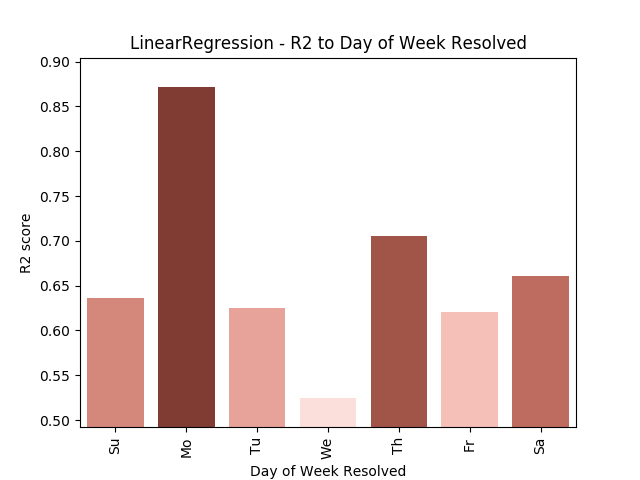 LinearRegression - R2 to Day of Week Resolved
0.90
0.85
0.80
0.75
0.70
0.65
0.60
0.55
0.50
R2 score
Su Mo Tu We Th Fr Sa
Day of Week Resolved